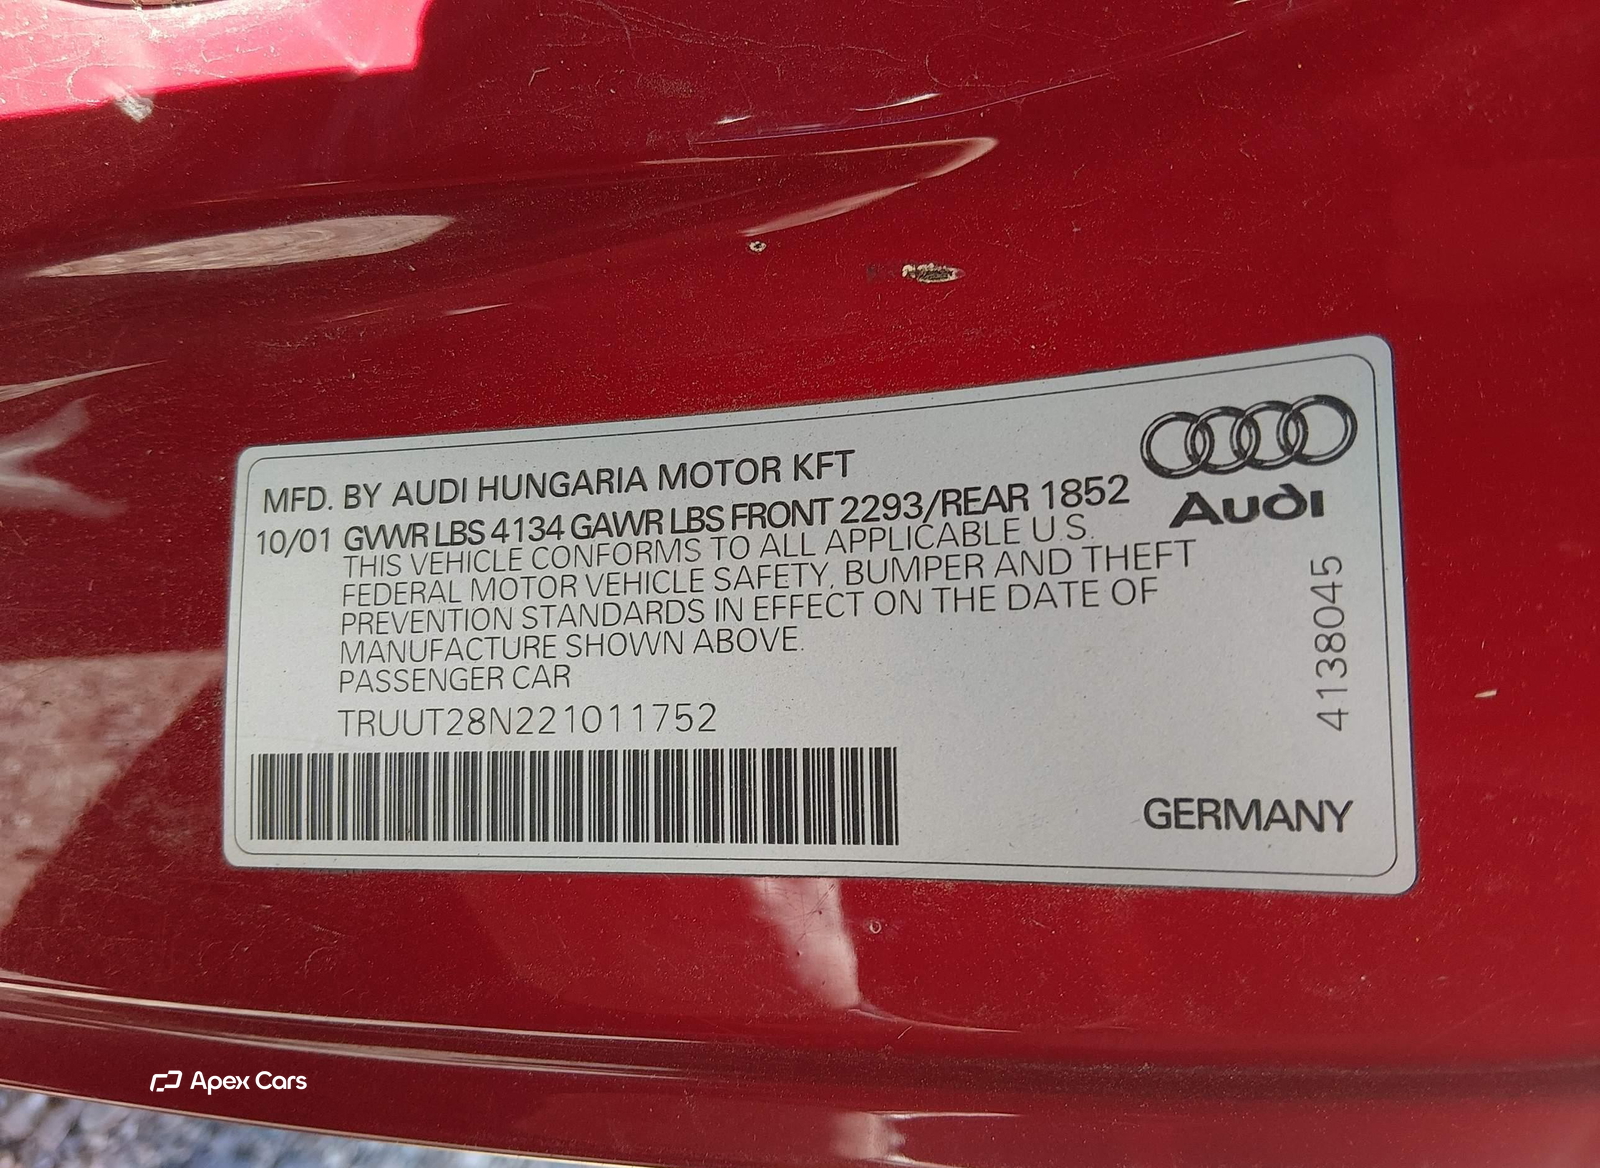 MFD. BY AUDI HUNGARIA MOTOR KFT
10/01 GVWR LBS 4134 GAWR LBS FRONT 2293/REAR 1852
THIS VEHICLE CONFORMS TO ALL APPLICABLE U.S.
FEDERAL MOTOR VEHICLE SAFETY, BUMPER AND THEFT
PREVENTION STANDARDS IN EFFECT ON THE DATE OF
MANUFACTURE SHOWN ABOVE.
PASSENGER CAR
TRUUT28N221011752
Audi
4138045
GERMANY
Apex Cars